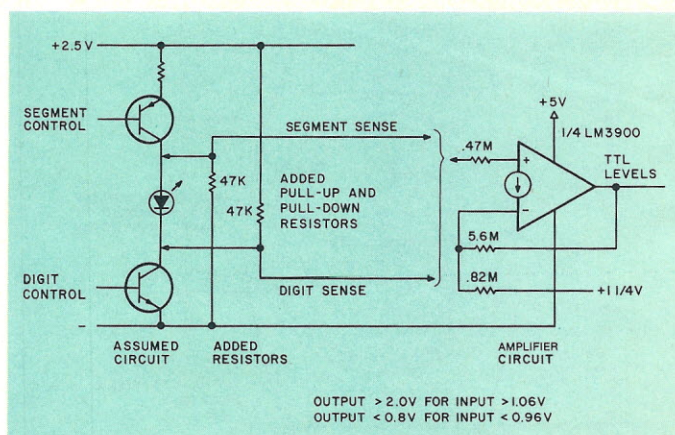 +2.5V
SEGMENT
CONTROL
SEGMENT SENSE
+5V
1/4 LM3900
.47M
+
TTL
LEVELS
47K
47K
ADDED
PULL-UP AND
PULL-DOWN
RESISTORS
−
5.6M
.82M
+1 1/4V
DIGIT
CONTROL
DIGIT SENSE
−
ASSUMED
CIRCUIT
ADDED
RESISTORS
AMPLIFIER
CIRCUIT
OUTPUT >2.0V FOR INPUT >1.06V
OUTPUT <0.8V FOR INPUT <0.96V